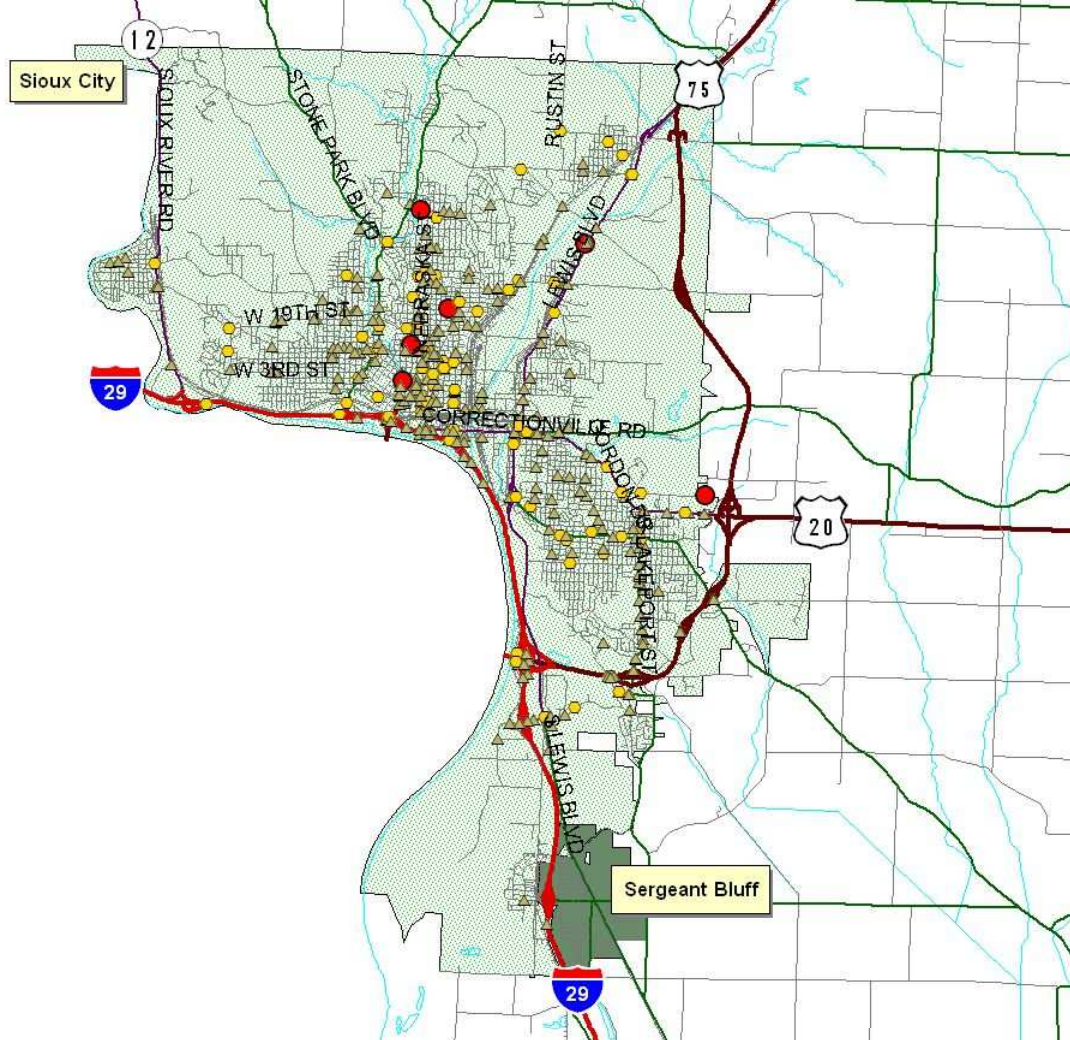 12
Sioux City
SIOUX RIVER RD
STONE PARK BLVD
RUSTIN ST
75
NEBRASKA ST
LEWIS BLVD
W 19TH ST
W 3RD ST
29
CORRECTIONVILLE RD
GORDON DR
20
S LAKEPORT ST
S LEWIS BLVD
Sergeant Bluff
29